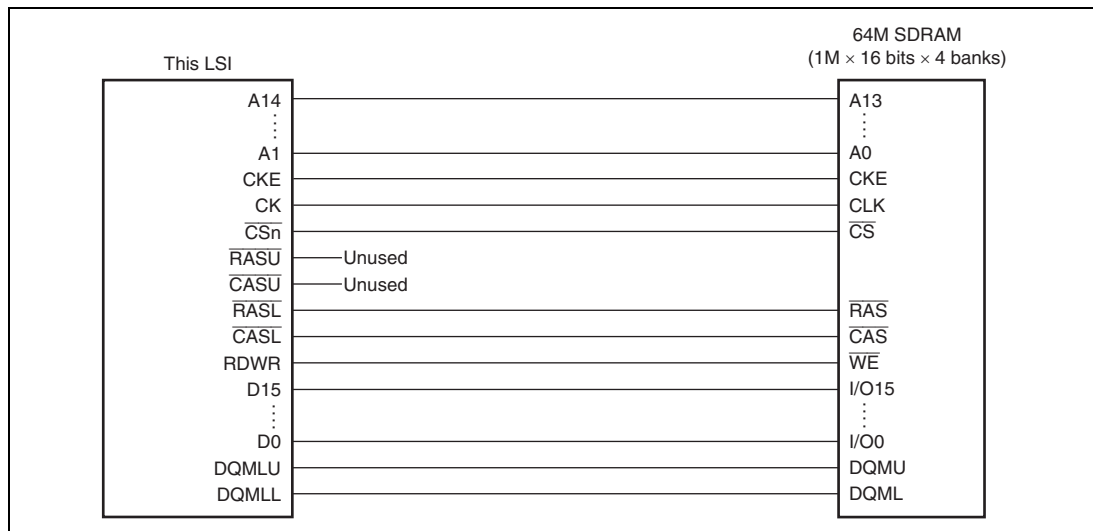 64M SDRAM
(1M × 16 bits × 4 banks)
This LSI
A14 A13
A1 A0
CKE CKE
CK CLK
CSn CS
RASU Unused
CASU Unused
RASL RAS
CASL CAS
RDWR WE
D15 I/O15
D0 I/O0
DQMLU DQMU
DQMLL DQML